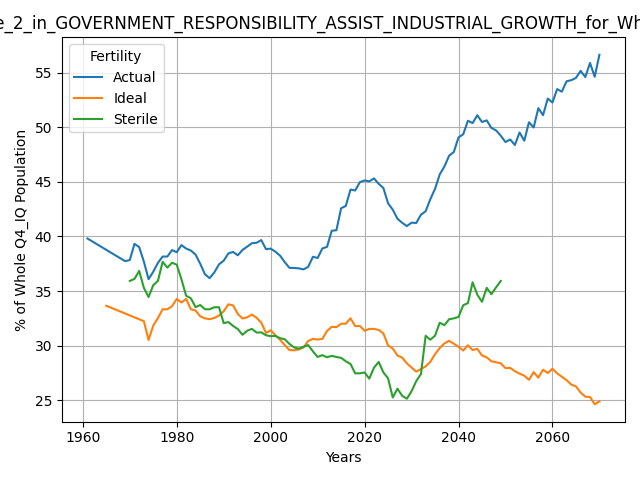 e_2_in_GOVERNMENT_RESPONSIBILITY_ASSIST_INDUSTRIAL_GROWTH_for_Wh
Fertility
Actual
Ideal
Sterile
% of Whole Q4_IQ Population
55
50
45
40
35
30
25
1960
1980
2000
2020
2040
2060
Years